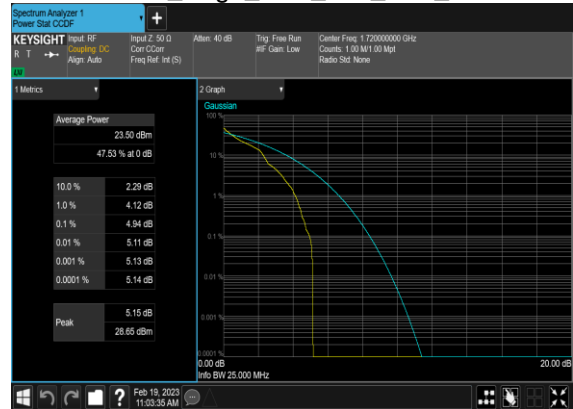 Spectrum Analyzer 1
Power Stat CCDF
KEYSIGHT
R T
Input: RF
Coupling: DC
Align: Auto
Input Z: 50 Ω
Corr CCorr
Freq Ref: Int (S)
Atten: 40 dB
Trig: Free Run
#IF Gain: Low
Center Freq: 1.720000000 GHz
Counts: 1.00 M/1.00 Mpt
Radio Std: None
1 Metrics
Average Power
23.50 dBm
47.53 % at 0 dB
10.0 % 2.29 dB
1.0 % 4.12 dB
0.1 % 4.94 dB
0.01 % 5.11 dB
0.001 % 5.13 dB
0.0001 % 5.14 dB
Peak
5.15 dB
28.65 dBm
2 Graph
Gaussian
100 %
10 %
1 %
0.1 %
0.01 %
0.001 %
0.0001 %
0.00 dB 20.00 dB
Info BW 25.000 MHz
? Feb 19, 2023
11:03:35 AM